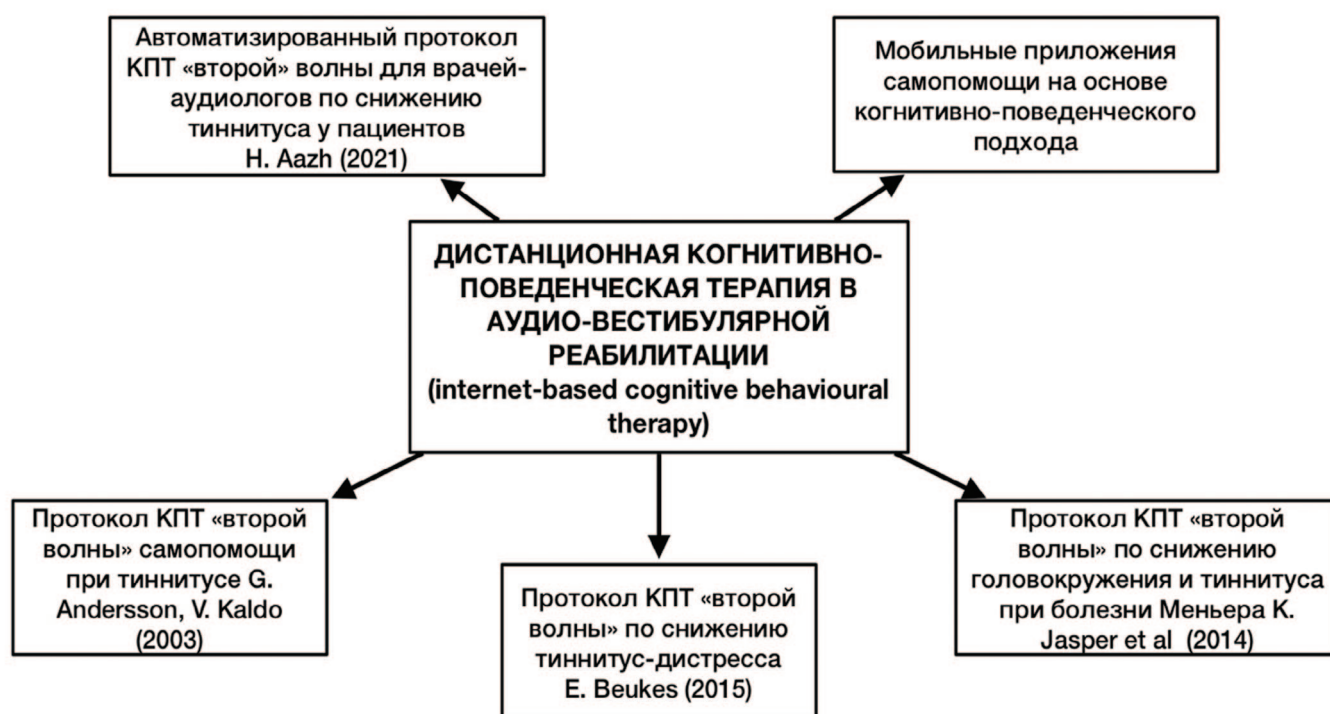 Автоматизированный протокол
КПТ «второй» волны для врачей-
аудиологов по снижению
тиннитуса у пациентов
H. Aazh (2021)
Мобильные приложения
самопомощи на основе
когнитивно-поведенческого
подхода
ДИСТАНЦИОННАЯ КОГНИТИВНО-
ПОВЕДЕНЧЕСКАЯ ТЕРАПИЯ В
АУДИО-ВЕСТИБУЛЯРНОЙ
РЕАБИЛИТАЦИИ
(internet-based cognitive behavioural
therapy)
Протокол КПТ «второй
волны» самопомощи
при тиннитусе G.
Andersson, V. Kaldo
(2003)
Протокол КПТ «второй
волны» по снижению
тиннитус-дистресса
E. Beukes (2015)
Протокол КПТ «второй
волны» по снижению
головокружения и тиннитуса
при болезни Меньера K.
Jasper et al (2014)